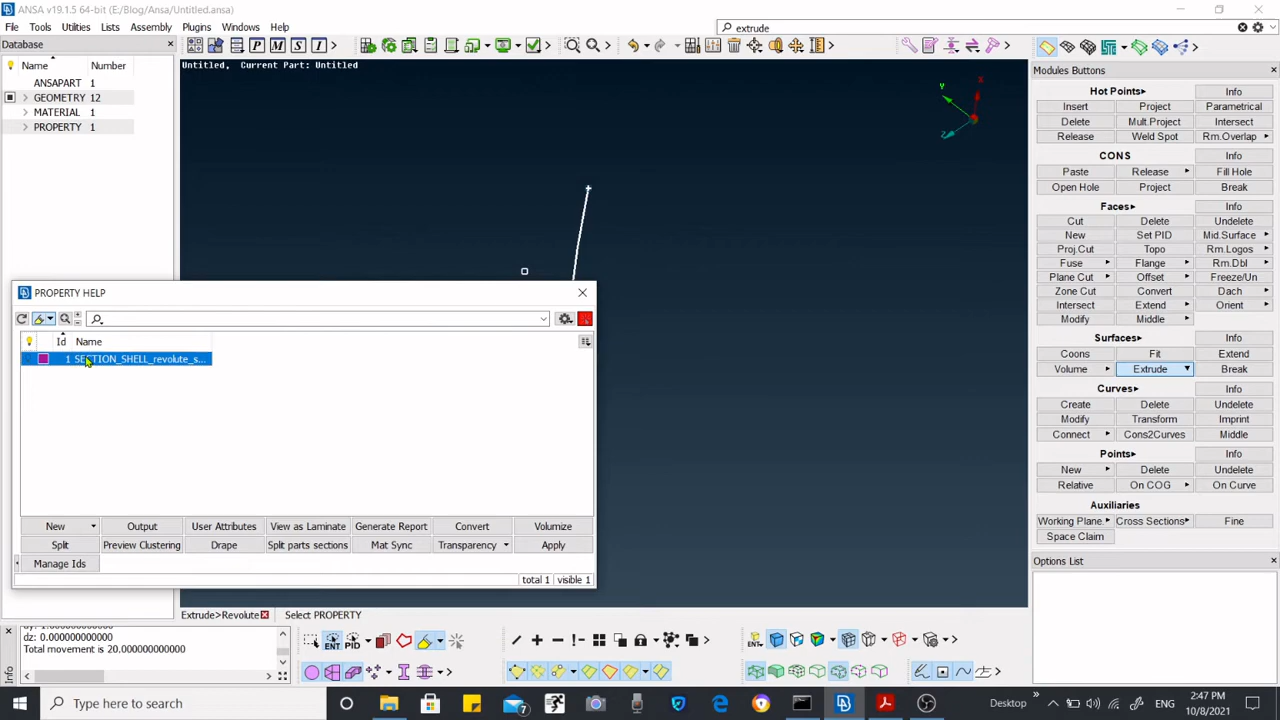 ANSA v19.1.5 64-bit (E:/Blog/Ansa/Untitled.ansa)
File Tools Utilities Lists Assembly Plugins Windows Help
extrude
Database
Untitled, Current Part: Untitled
Name Number
ANSAPART 1
GEOMETRY 12
MATERIAL 1
PROPERTY 1
X
Y
Z
Modules Buttons
Hot Points Info
Insert Project Parametrical
Delete Mult.Project Intersect
Release Weld Spot Rm.Overlap
CONS Info
Paste Release Fill Hole
Open Hole Project Break
Faces Info
Cut Delete Undelete
New Set PID Mid.Surface
Proj.Cut Topo Rm.Logos
Fuse Flange Rm.Dbl
Plane Cut Offset Freeze/Un
Zone Cut Convert Dach
Intersect Extend Orient
Modify Middle
Surfaces Info
Coons Fit Extend
Volume Extrude Break
Curves Info
Create Delete Undelete
Modify Transform Imprint
Connect Cons2Curves Middle
Points Info
New Delete Undelete
Relative On COG On Curve
Auxiliaries
Working Plane. Cross Sections Fine
Space Claim
Options List
PROPERTY HELP
Id Name
1 SECTION_SHELL_revolute_s...
New Output User Attributes View as Laminate Generate Report Convert Volumize
Split Preview Clustering Drape Split parts sections Mat Sync Transparency Apply
Manage Ids
total 1 visible 1
Extrude>Revolute Select PROPERTY
dy: 1.000000000000
dz: 0.000000000000
Total movement is 20.000000000000
Info
ENT PID
ENT
Type here to search
7
Desktop
ENG
2:47 PM
10/8/2021